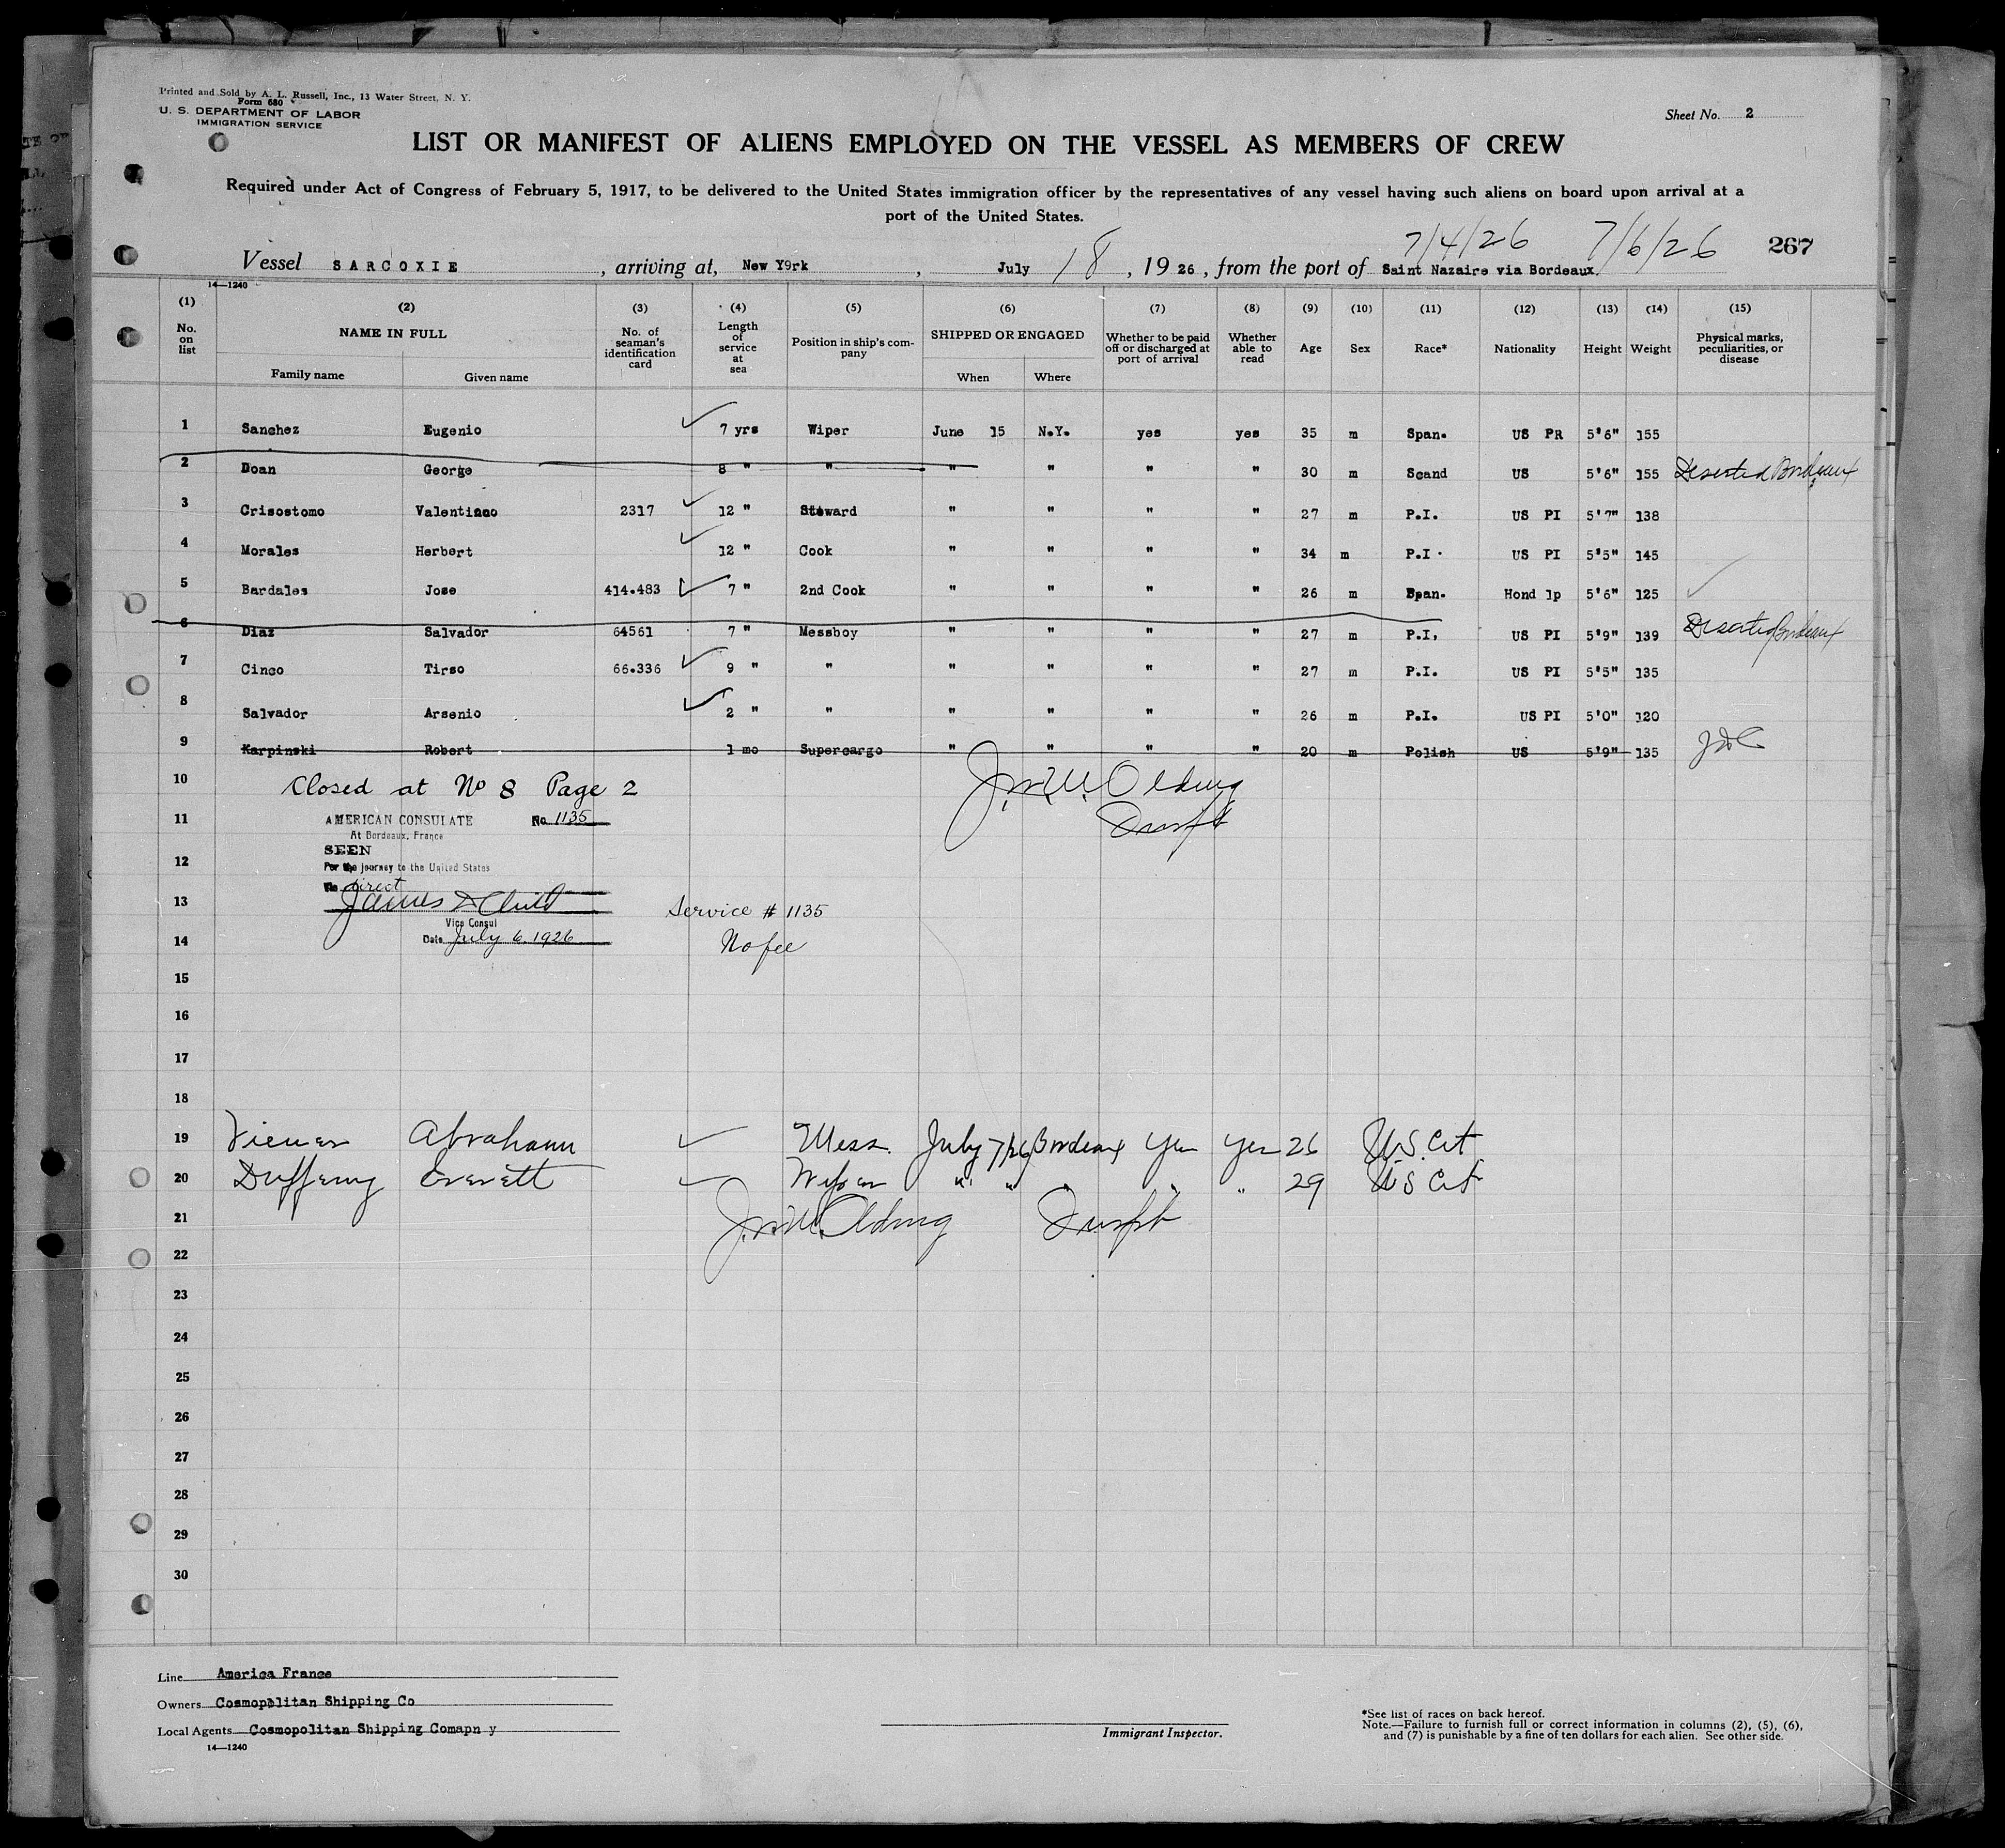 Printed and Sold by A. L. Russell, Inc., 13 Water Street, N. Y.
Form 680
U. S. DEPARTMENT OF LABOR
IMMIGRATION SERVICE
Sheet No. 2
LIST OR MANIFEST OF ALIENS EMPLOYED ON THE VESSEL AS MEMBERS OF CREW
Required under Act of Congress of February 5, 1917, to be delivered to the United States immigration officer by the representatives of any vessel having such aliens on board upon arrival at a
port of the United States.
7/4/26 7/6/26 267
Vessel SARCOXIE, arriving at, New Y9rk, July 18, 1926, from the port of Saint Nazaire via Bordeaux.
14—1240
(1) (2) (3) (4) (5) (6) (7) (8) (9) (10) (11) (12) (13) (14) (15)
No. on list NAME IN FULL No. of seaman's identification card Length of service at sea Position in ship's company SHIPPED OR ENGAGED Whether to be paid off or discharged at port of arrival Whether able to read Age Sex Race* Nationality Height Weight Physical marks, peculiarities, or disease
Family name Given name When Where
1 Sanchez Eugenio 7 yrs Wiper June 15 N.Y. yes yes 35 m Span. US PR 5'6" 155
2 Doan George 8 " " " " " " 30 m Scand US 5'6" 155 Deserted Bordeaux
3 Crisostomo Valentinco 2317 12 " Steward " " " " 27 m P.I. US PI 5'7" 138
4 Morales Herbert 12 " Cook " " " " 34 m P.I. US PI 5'5" 145
5 Bardales Jose 414.483 7 " 2nd Cook " " " " 26 m Span. Hond 1p 5'6" 125
6 Diaz Salvador 64561 7 " Messboy " " " " 27 m P.I. US PI 5'9" 139 Deserted Bordeaux
7 Cinco Tirso 66.336 9 " " " " " " 27 m P.I. US PI 5'5" 135
8 Salvador Arsenio 2 " " " " " " 26 m P.I. US PI 5'0" 120
9 Karpinski Robert 1 mo Supercargo " " " " 20 m Polish US 5'9" 135 JDC
10 Closed at No 8 Page 2
11 AMERICAN CONSULATE No. 1135
At Bordeaux, France
SEEN
12 For the journey to the United States
Via direct
13 James D Child Service # 1135
Vice Consul
14 Date July 6, 1926 No fee
15
16
17
18
19 Viener Abraham Mess. July 7/26 Bordeaux Yes Yes 26 U.S. Cit
20 Everett Wiper " " " " 29 U.S Cit
21
22
23
24
25
26
27
28
29
30
Line America France
Owners Cosmopolitan Shipping Co
Local Agents Cosmopolitan Shipping Comapn y
14—1240
Immigrant Inspector.
*See list of races on back hereof.
Note.—Failure to furnish full or correct information in columns (2), (5), (6),
and (7) is punishable by a fine of ten dollars for each alien. See other side.